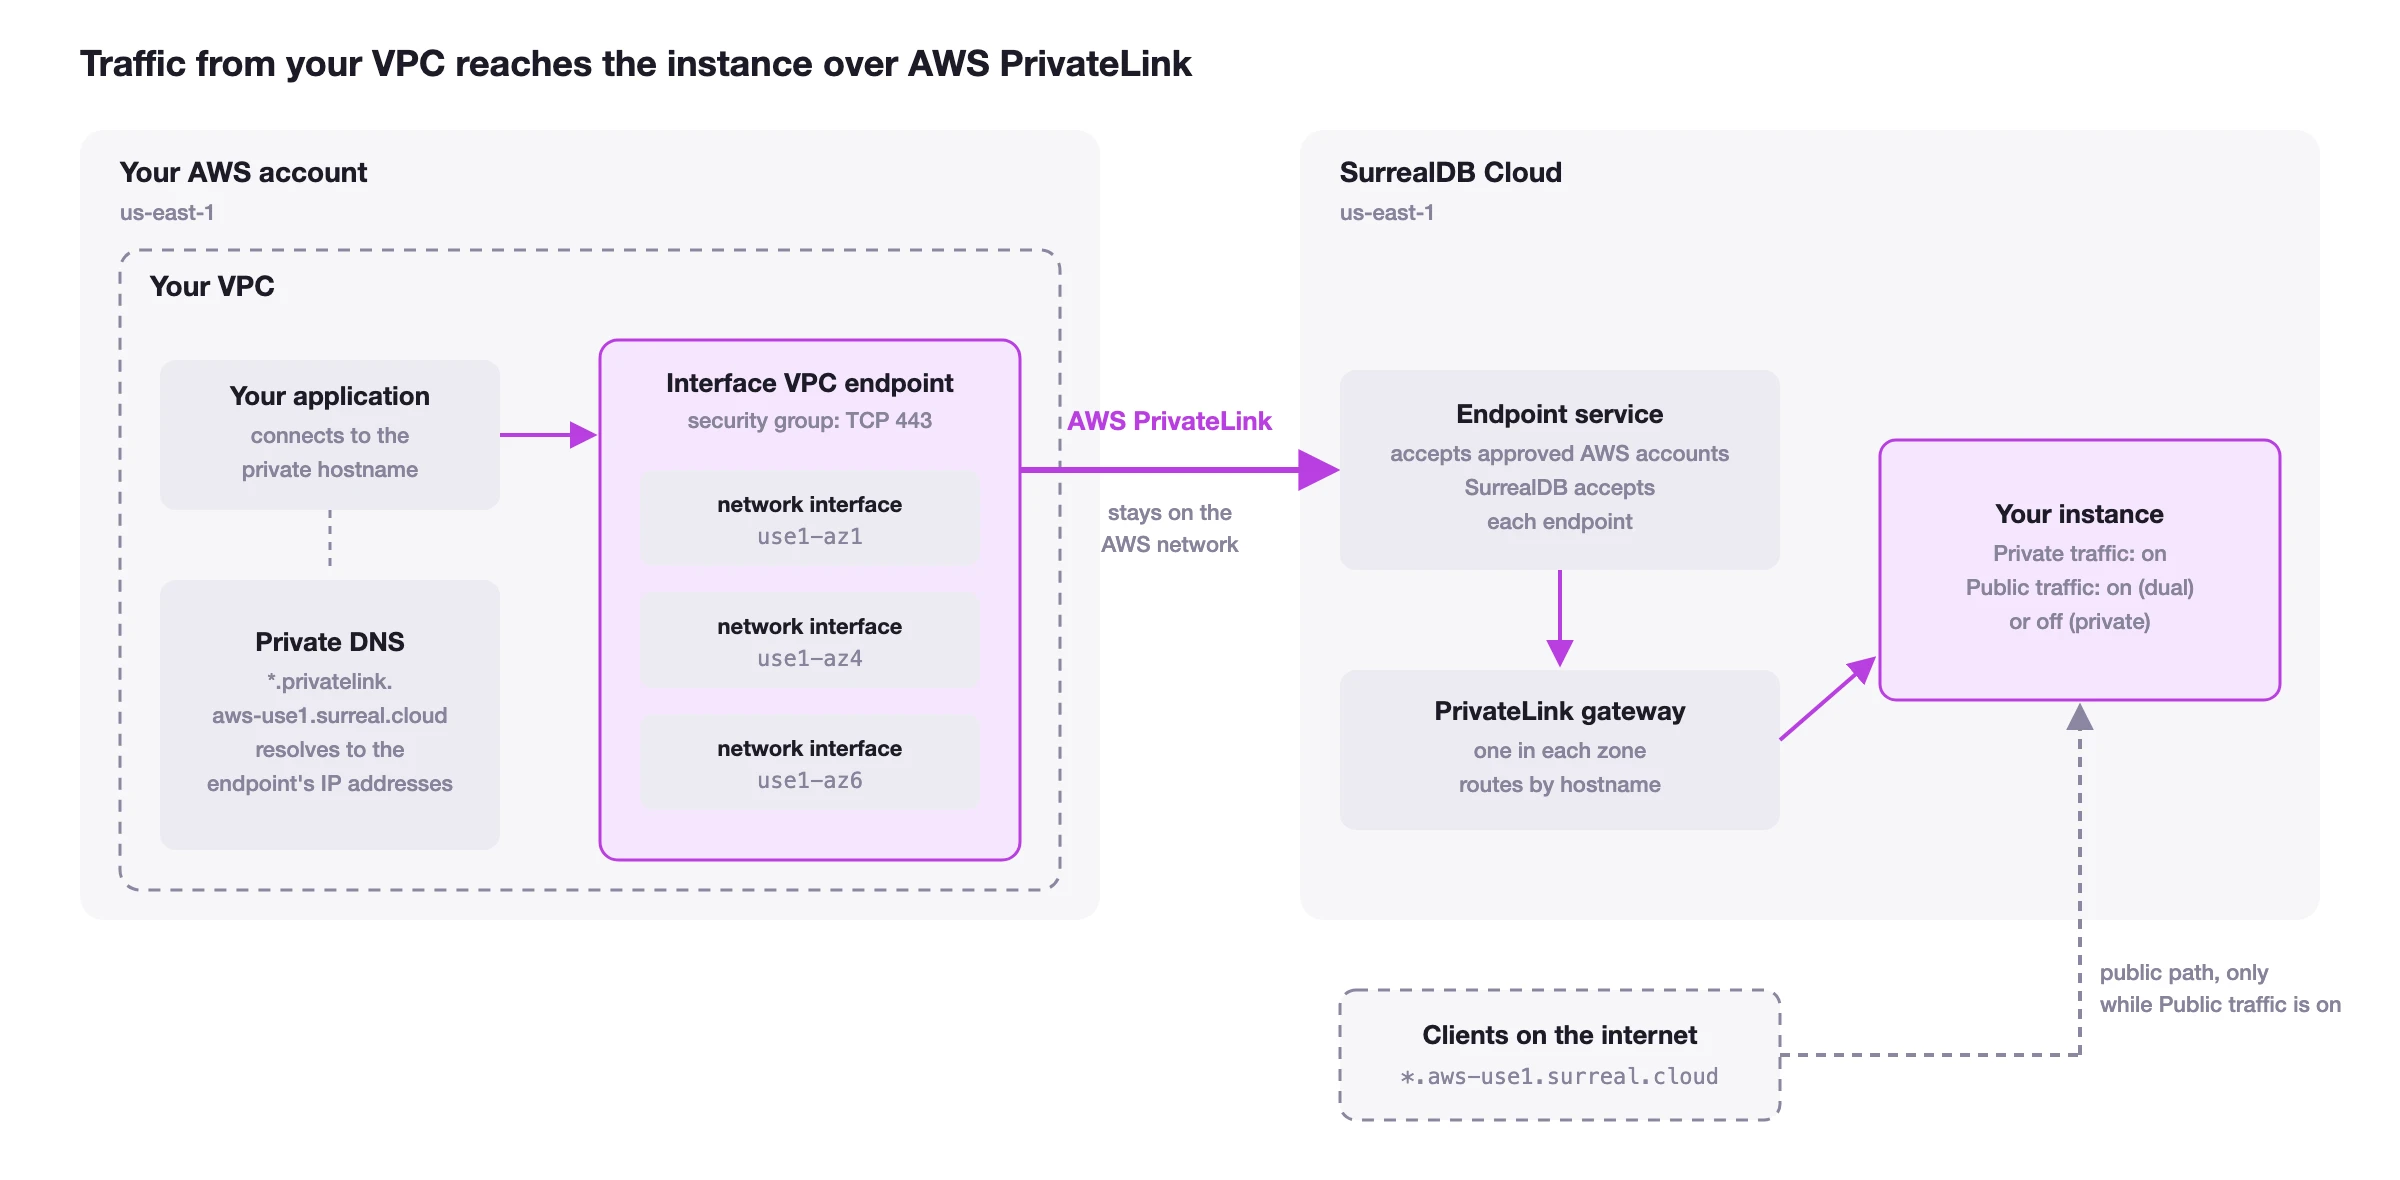 Traffic from your VPC reaches the instance over AWS PrivateLink
Your AWS account
us-east-1
Your VPC
Your application
connects to the
private hostname
Private DNS
*.privatelink.
aws-use1.surreal.cloud
resolves to the
endpoint's IP addresses
Interface VPC endpoint
security group: TCP 443
network interface
use1-az1
network interface
use1-az4
network interface
use1-az6
AWS PrivateLink
stays on the
AWS network
SurrealDB Cloud
us-east-1
Endpoint service
accepts approved AWS accounts
SurrealDB accepts
each endpoint
PrivateLink gateway
one in each zone
routes by hostname
Your instance
Private traffic: on
Public traffic: on (dual)
or off (private)
public path, only
while Public traffic is on
Clients on the internet
*.aws-use1.surreal.cloud